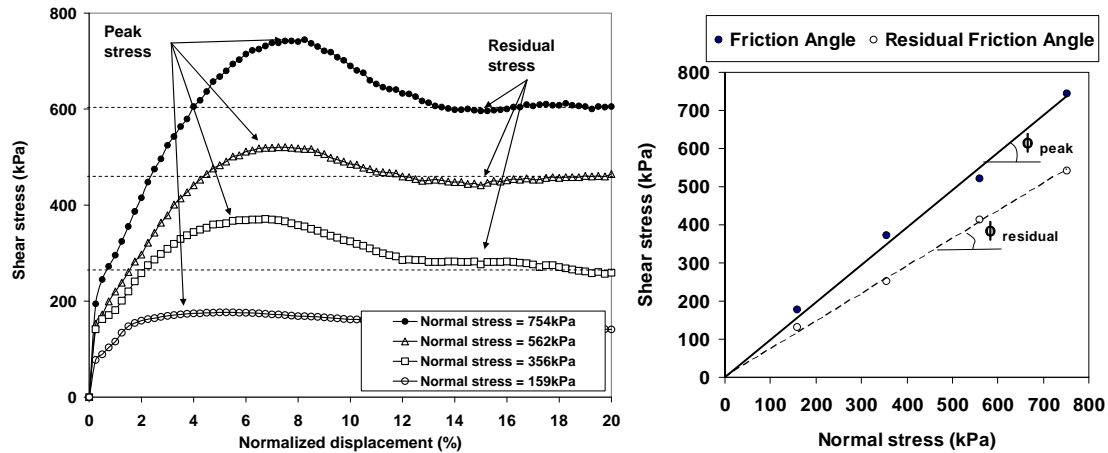 Peak
stress
Residual
stress
Shear stress (kPa)
800
600
400
200
0
0 2 4 6 8 10 12 14 16 18 20
Normalized displacement (%)
Normal stress = 754kPa
Normal stress = 562kPa
Normal stress = 356kPa
Normal stress = 159kPa
Friction Angle Residual Friction Angle
Shear stress (kPa)
800
700
600
500
400
300
200
100
0
ϕ peak
ϕ residual
0 100 200 300 400 500 600 700 800
Normal stress (kPa)